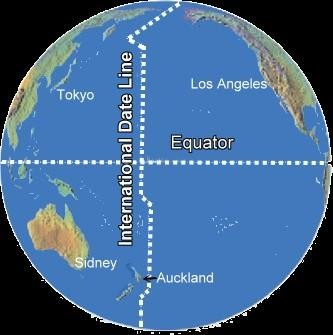 International Date Line
Los Angeles
Tokyo
Equator
Sidney
Auckland